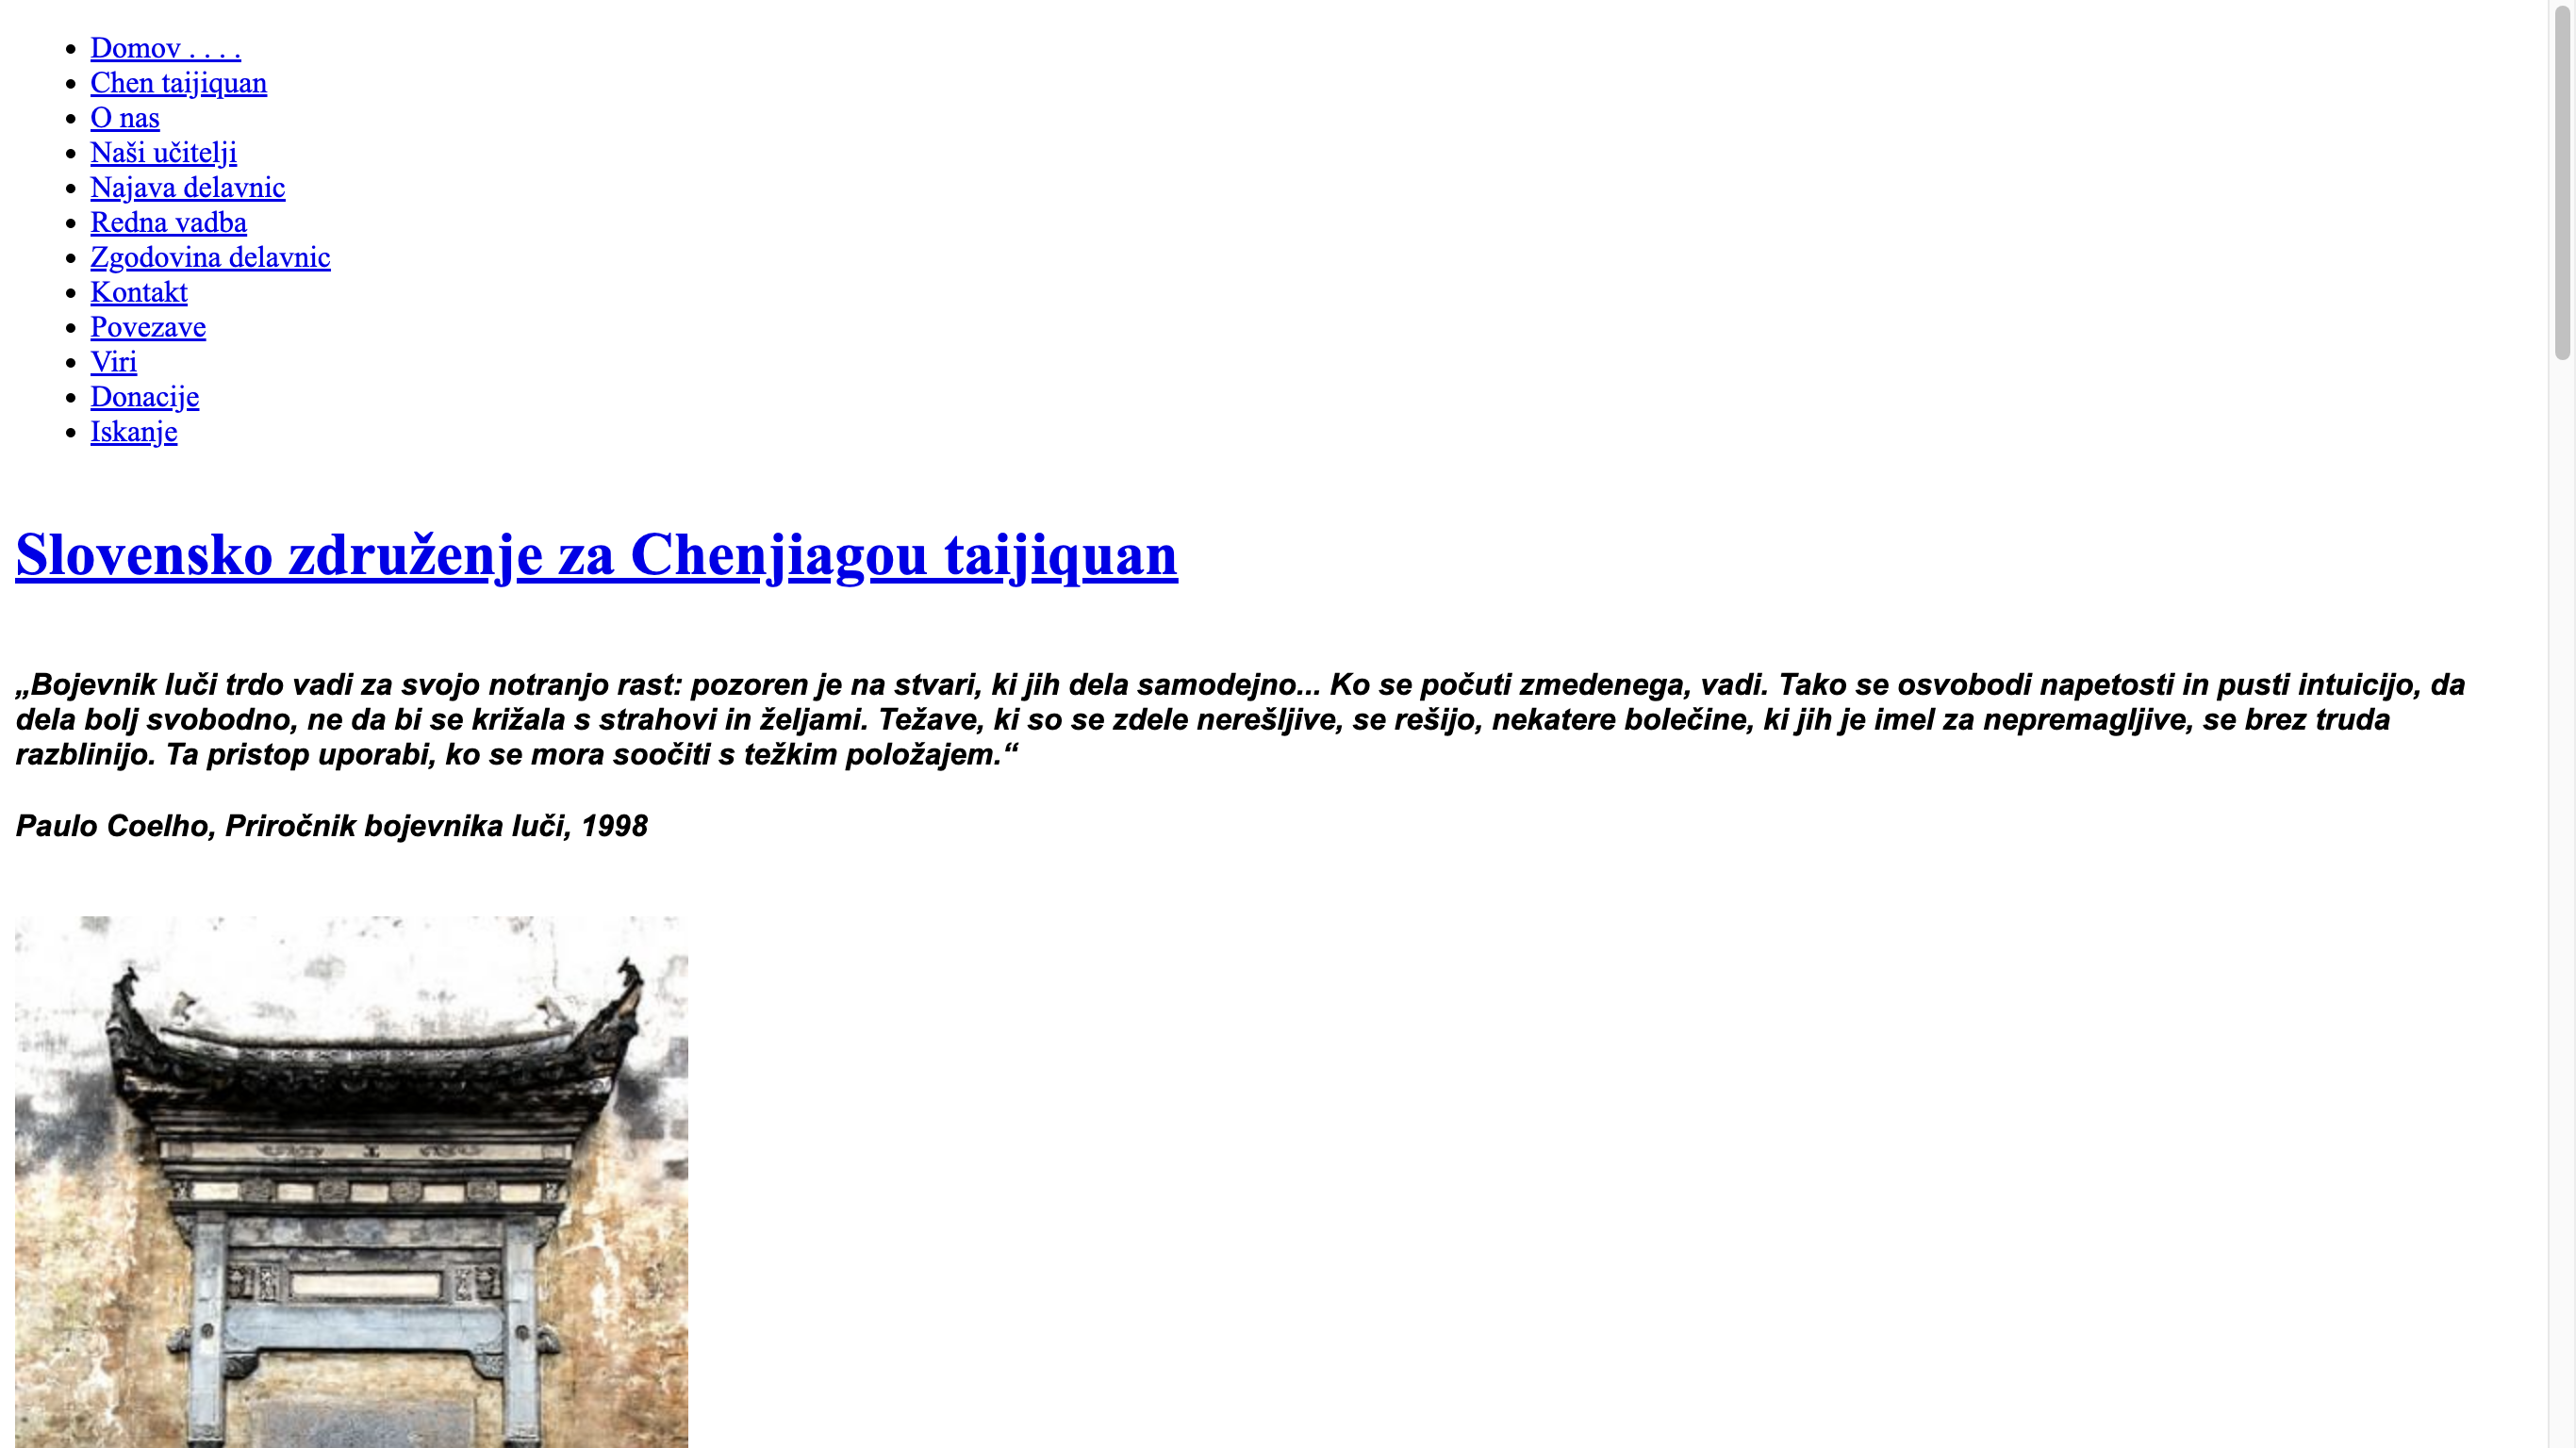 Domov . . . .
Chen taijiquan
O nas
Naši učitelji
Najava delavnic
Redna vadba
Zgodovina delavnic
Kontakt
Povezave
Viri
Donacije
Iskanje
Slovensko združenje za Chenjiagou taijiquan
„Bojevnik luči trdo vadi za svojo notranjo rast: pozoren je na stvari, ki jih dela samodejno... Ko se počuti zmedenega, vadi. Tako se osvobodi napetosti in pusti intuicijo, da
dela bolj svobodno, ne da bi se križala s strahovi in željami. Težave, ki so se zdele nerešljive, se rešijo, nekatere bolečine, ki jih je imel za nepremagljive, se brez truda
razblinijo. Ta pristop uporabi, ko se mora soočiti s težkim položajem.“
Paulo Coelho, Priročnik bojevnika luči, 1998